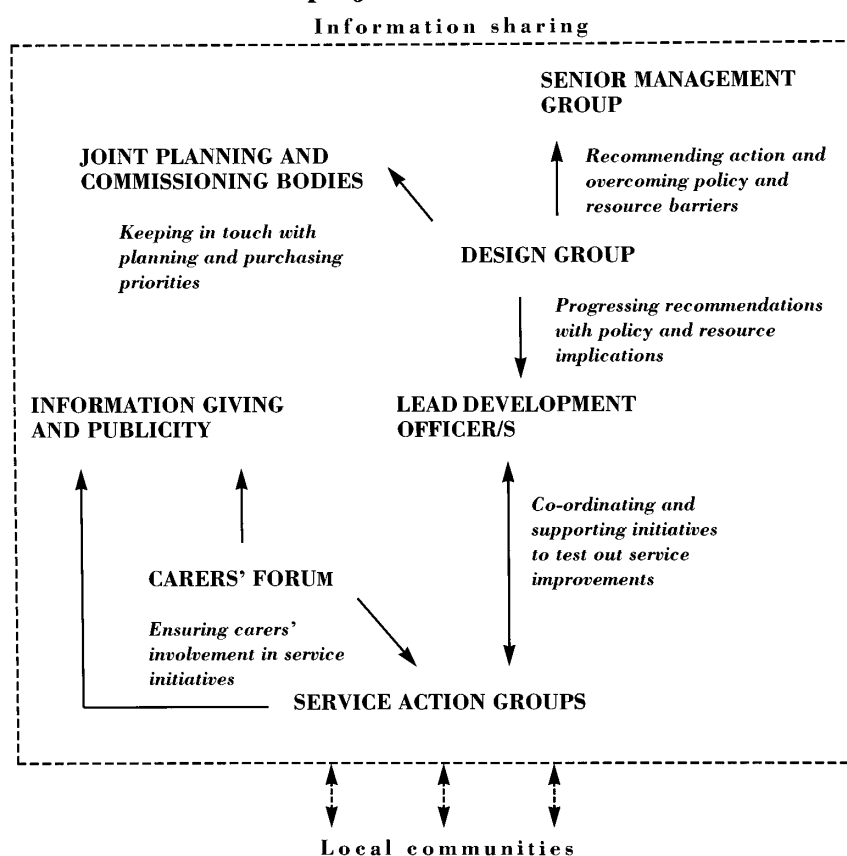 Information sharing
SENIOR MANAGEMENT
GROUP
JOINT PLANNING AND
COMMISSIONING BODIES
Recommending action and
overcoming policy and
resource barriers
Keeping in touch with
planning and purchasing
priorities
DESIGN GROUP
Progressing recommendations
with policy and resource
implications
INFORMATION GIVING
AND PUBLICITY
LEAD DEVELOPMENT
OFFICER/S
Co-ordinating and
supporting initiatives
to test out service
improvements
CARERS’ FORUM
Ensuring carers’
involvement in service
initiatives
SERVICE ACTION GROUPS
Local communities